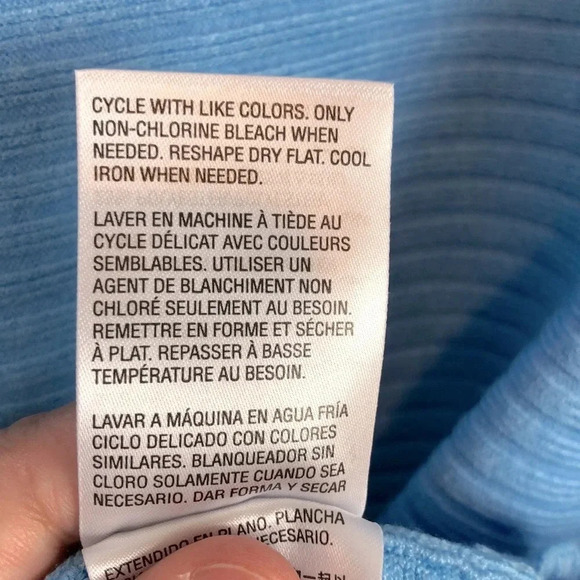 CYCLE WITH LIKE COLORS. ONLY
NON-CHLORINE BLEACH WHEN
NEEDED. RESHAPE DRY FLAT. COOL
IRON WHEN NEEDED.
LAVER EN MACHINE À TIÈDE AU
CYCLE DÉLICAT AVEC COULEURS
SEMBLABLES. UTILISER UN
AGENT DE BLANCHIMENT NON
CHLORÉ SEULEMENT AU BESOIN.
REMETTRE EN FORME ET SÉCHER
À PLAT. REPASSER À BASSE
TEMPÉRATURE AU BESOIN.
LAVAR A MÁQUINA EN AGUA FRÍA
CICLO DELICADO CON COLORES
SIMILARES. BLANQUEADOR SIN
CLORO SOLAMENTE CUANDO SEA
NECESARIO. DAR FORMA Y SECAR
EXTENDIDO EN PLANO. PLANCHA
NECESARIO.